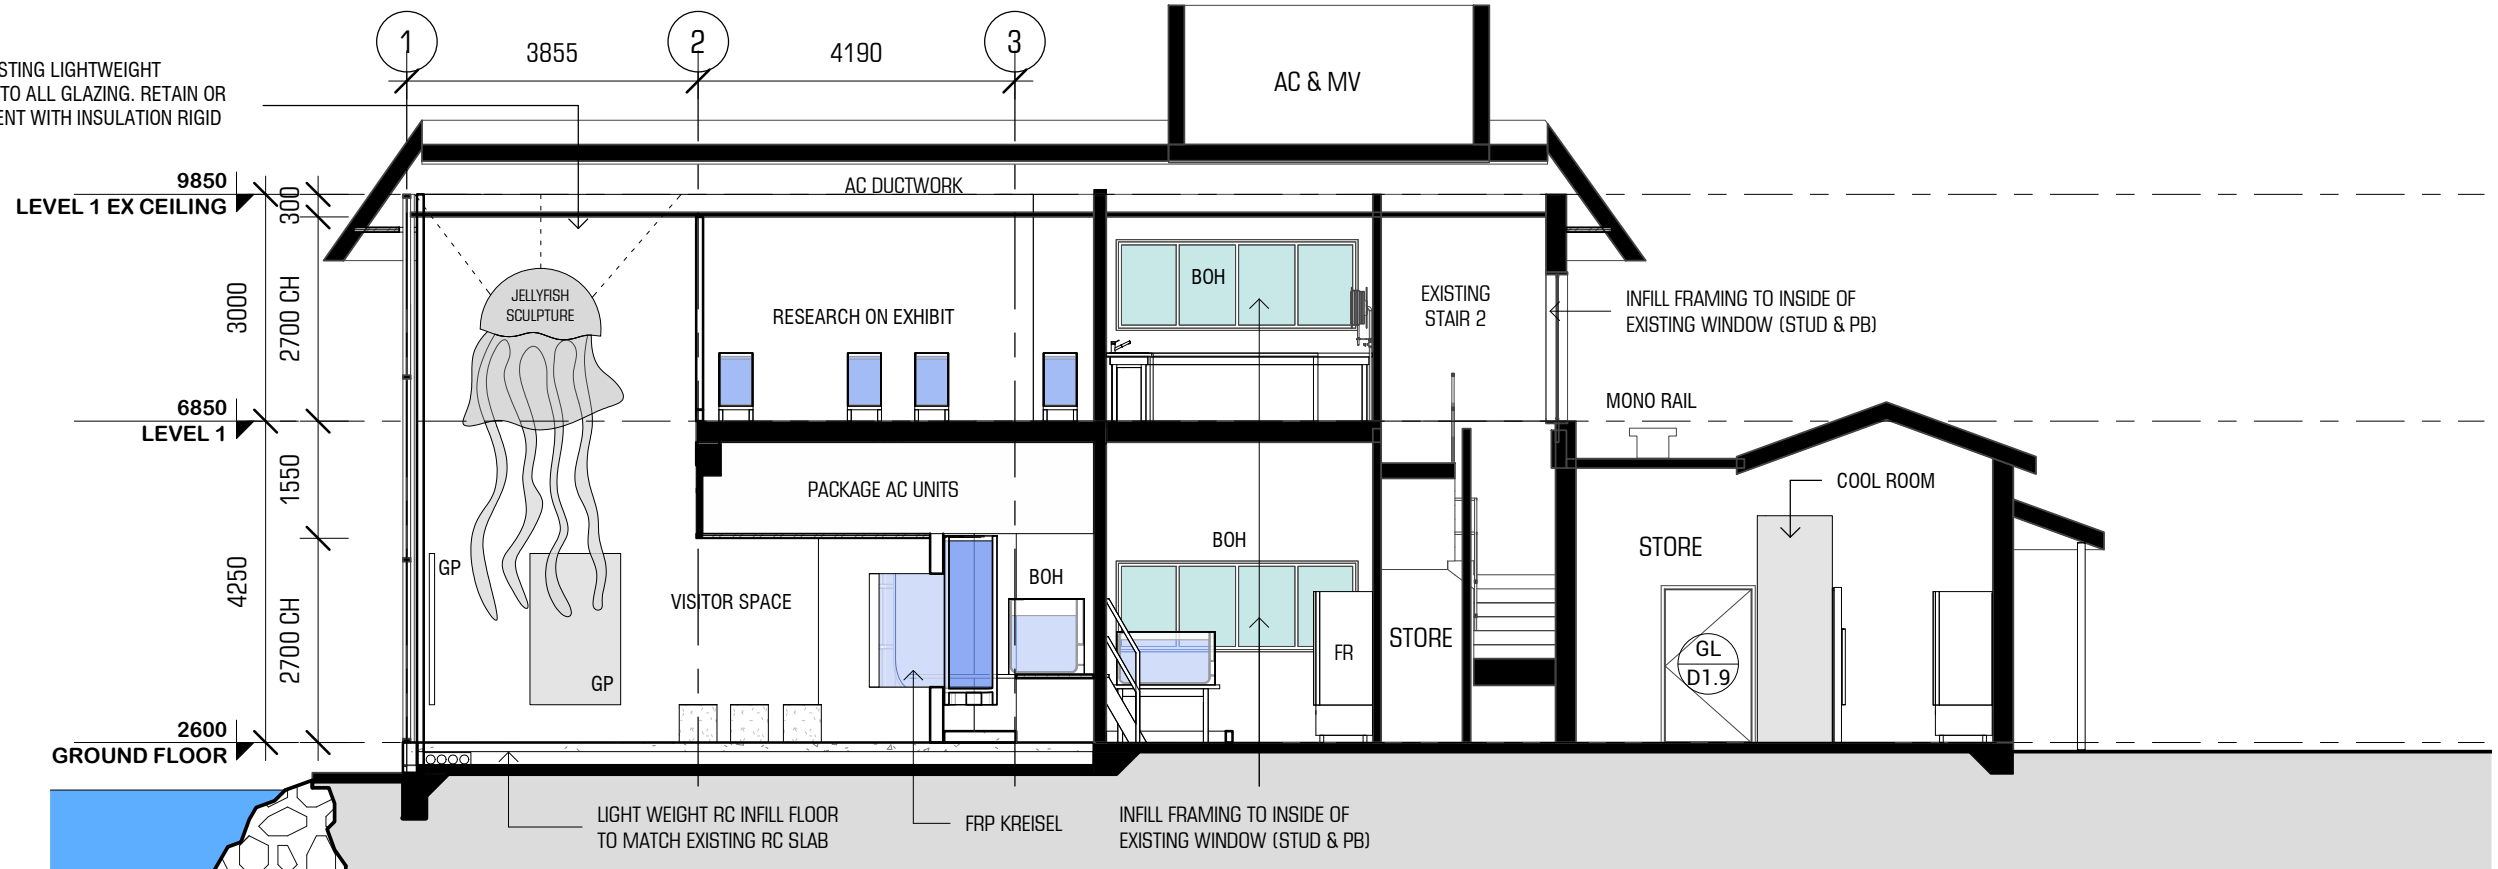 1
3855
2
4190
3
AC & MV
STING LIGHTWEIGHT
TO ALL GLAZING. RETAIN OR
ENT WITH INSULATION RIGID
9850
LEVEL 1 EX CEILING
300
AC DUCTWORK
3000
2700 CH
JELLYFISH
SCULPTURE
RESEARCH ON EXHIBIT
BOH
EXISTING
STAIR 2
INFILL FRAMING TO INSIDE OF
EXISTING WINDOW (STUD & PB)
MONO RAIL
6850
LEVEL 1
1550
PACKAGE AC UNITS
COOL ROOM
4250
2700 CH
GP
GP
VISITOR SPACE
BOH
BOH
FR
STORE
STORE
GL
D1.9
2600
GROUND FLOOR
LIGHT WEIGHT RC INFILL FLOOR
TO MATCH EXISTING RC SLAB
FRP KREISEL
INFILL FRAMING TO INSIDE OF
EXISTING WINDOW (STUD & PB)